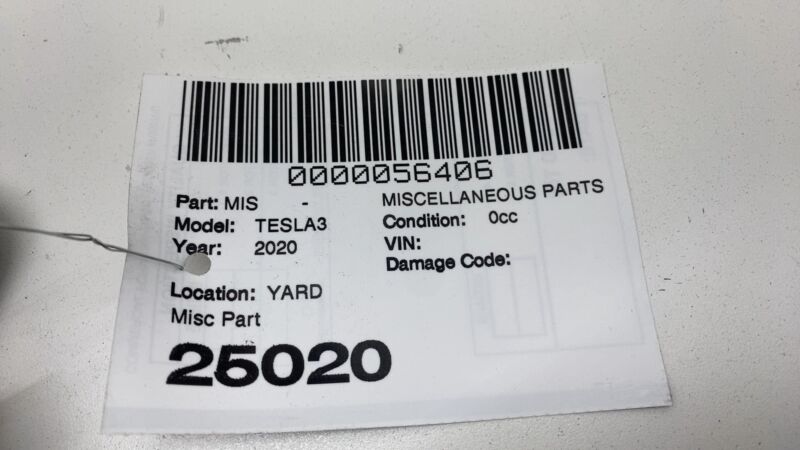 0000056406
Part: MIS - MISCELLANEOUS PARTS
Model: TESLA3 Condition: 0cc
Year: 2020 VIN:
Damage Code:
Location: YARD
Misc Part
25020